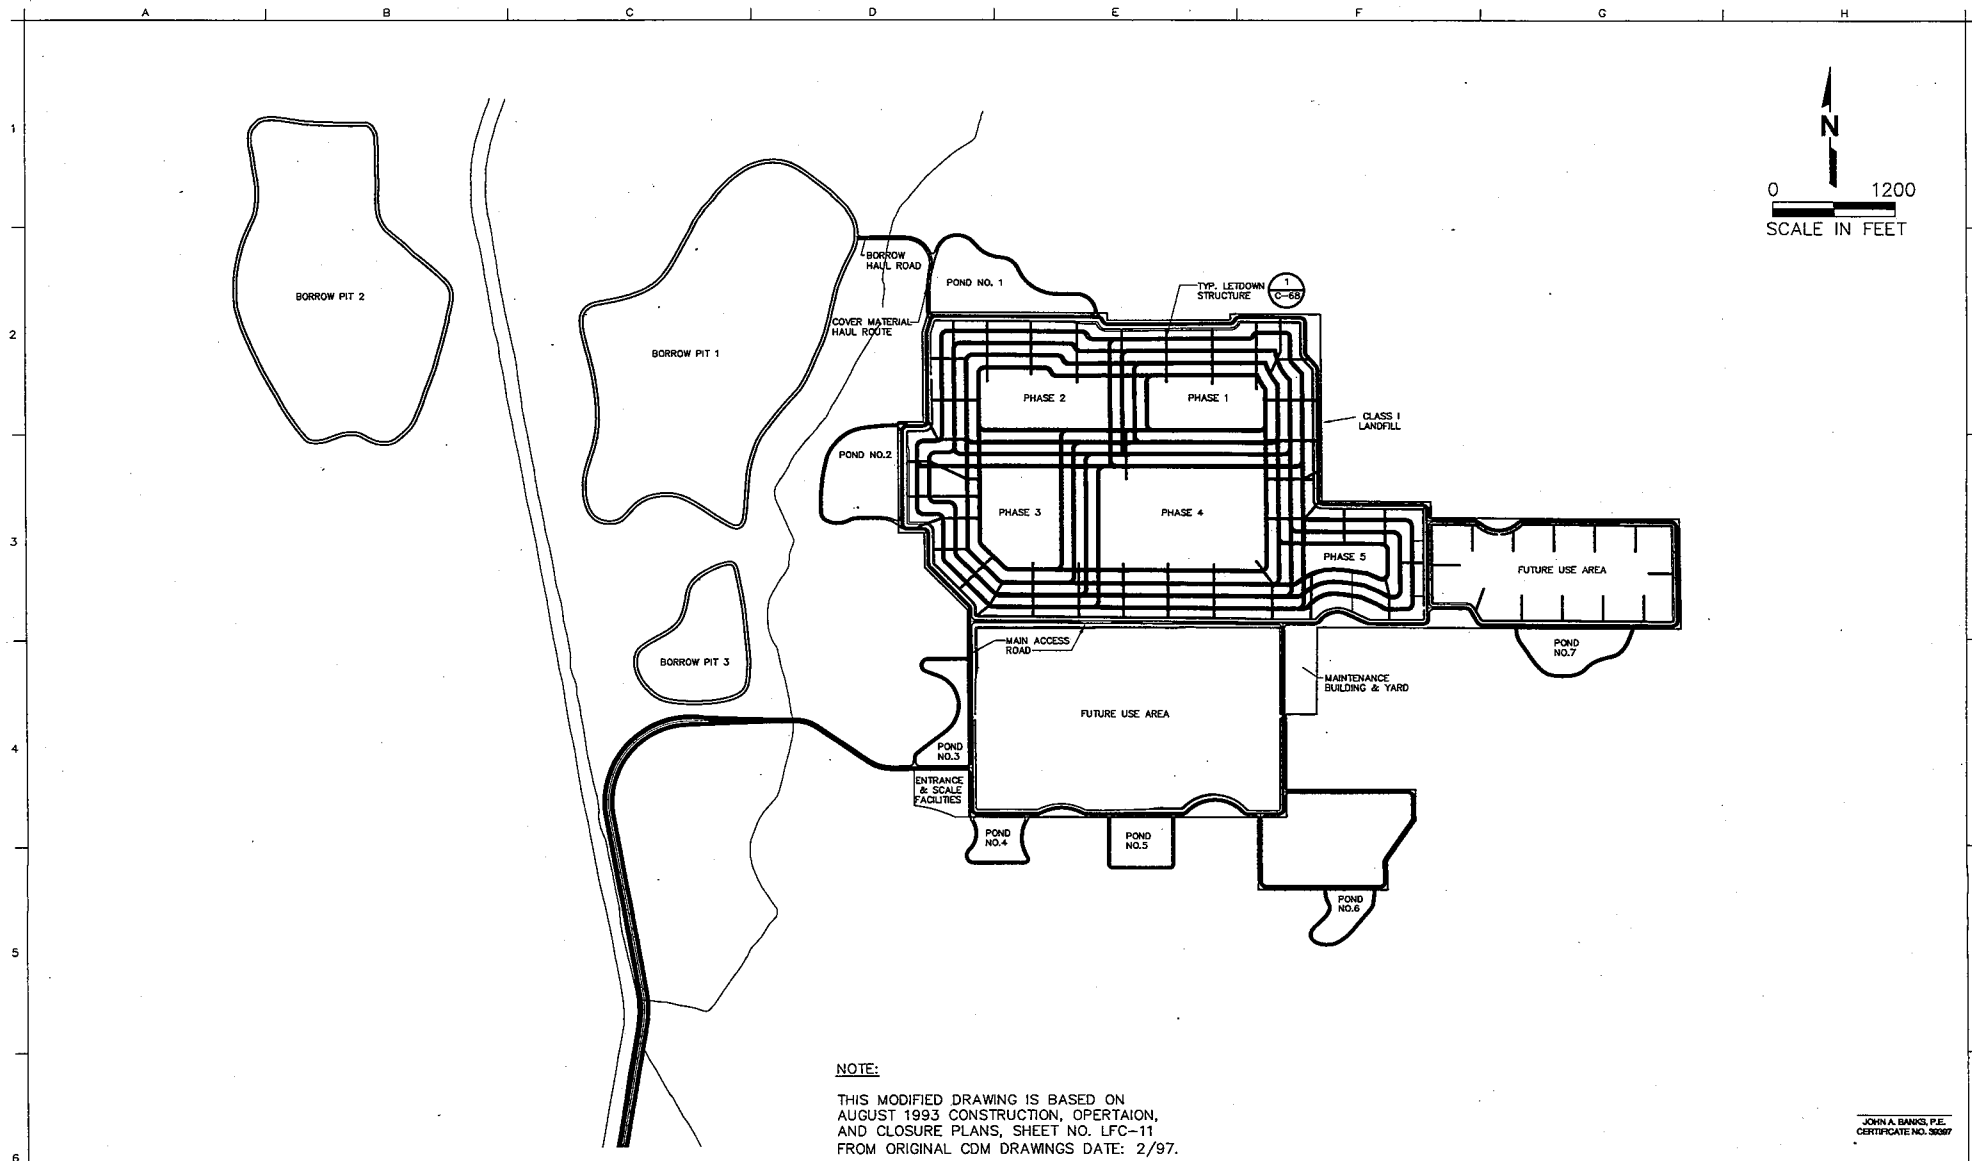 A
B
C
D
E
F
G
H
1
2
3
4
5
6
N
0 1200
SCALE IN FEET
BORROW PIT 2
BORROW PIT 1
BORROW
HAUL ROAD
POND NO. 1
TYP. LETDOWN
STRUCTURE
1
C-68
COVER MATERIAL
HAUL ROUTE
PHASE 2
PHASE 1
CLASS I
LANDFILL
POND NO.2
PHASE 3
PHASE 4
PHASE 5
FUTURE USE AREA
MAIN ACCESS
ROAD
POND
NO.7
BORROW PIT 3
MAINTENANCE
BUILDING & YARD
FUTURE USE AREA
POND
NO.3
ENTRANCE
& SCALE
FACILITIES
POND
NO.4
POND
NO.5
POND
NO.6
NOTE:
THIS MODIFIED DRAWING IS BASED ON
AUGUST 1993 CONSTRUCTION, OPERTAION,
AND CLOSURE PLANS, SHEET NO. LFC-11
FROM ORIGINAL CDM DRAWINGS DATE: 2/97.
JOHN A. BANKS, P.E.
CERTIFICATE NO. 39397